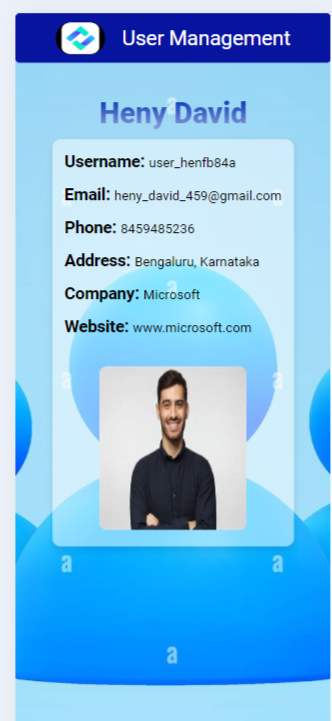 User Management
Heny David
Username: user_henfb84a
Email: heny_david_459@gmail.com
Phone: 8459485236
Address: Bengaluru, Karnataka
Company: Microsoft
Website: www.microsoft.com
a
a
a
a
a
a
a
a
a